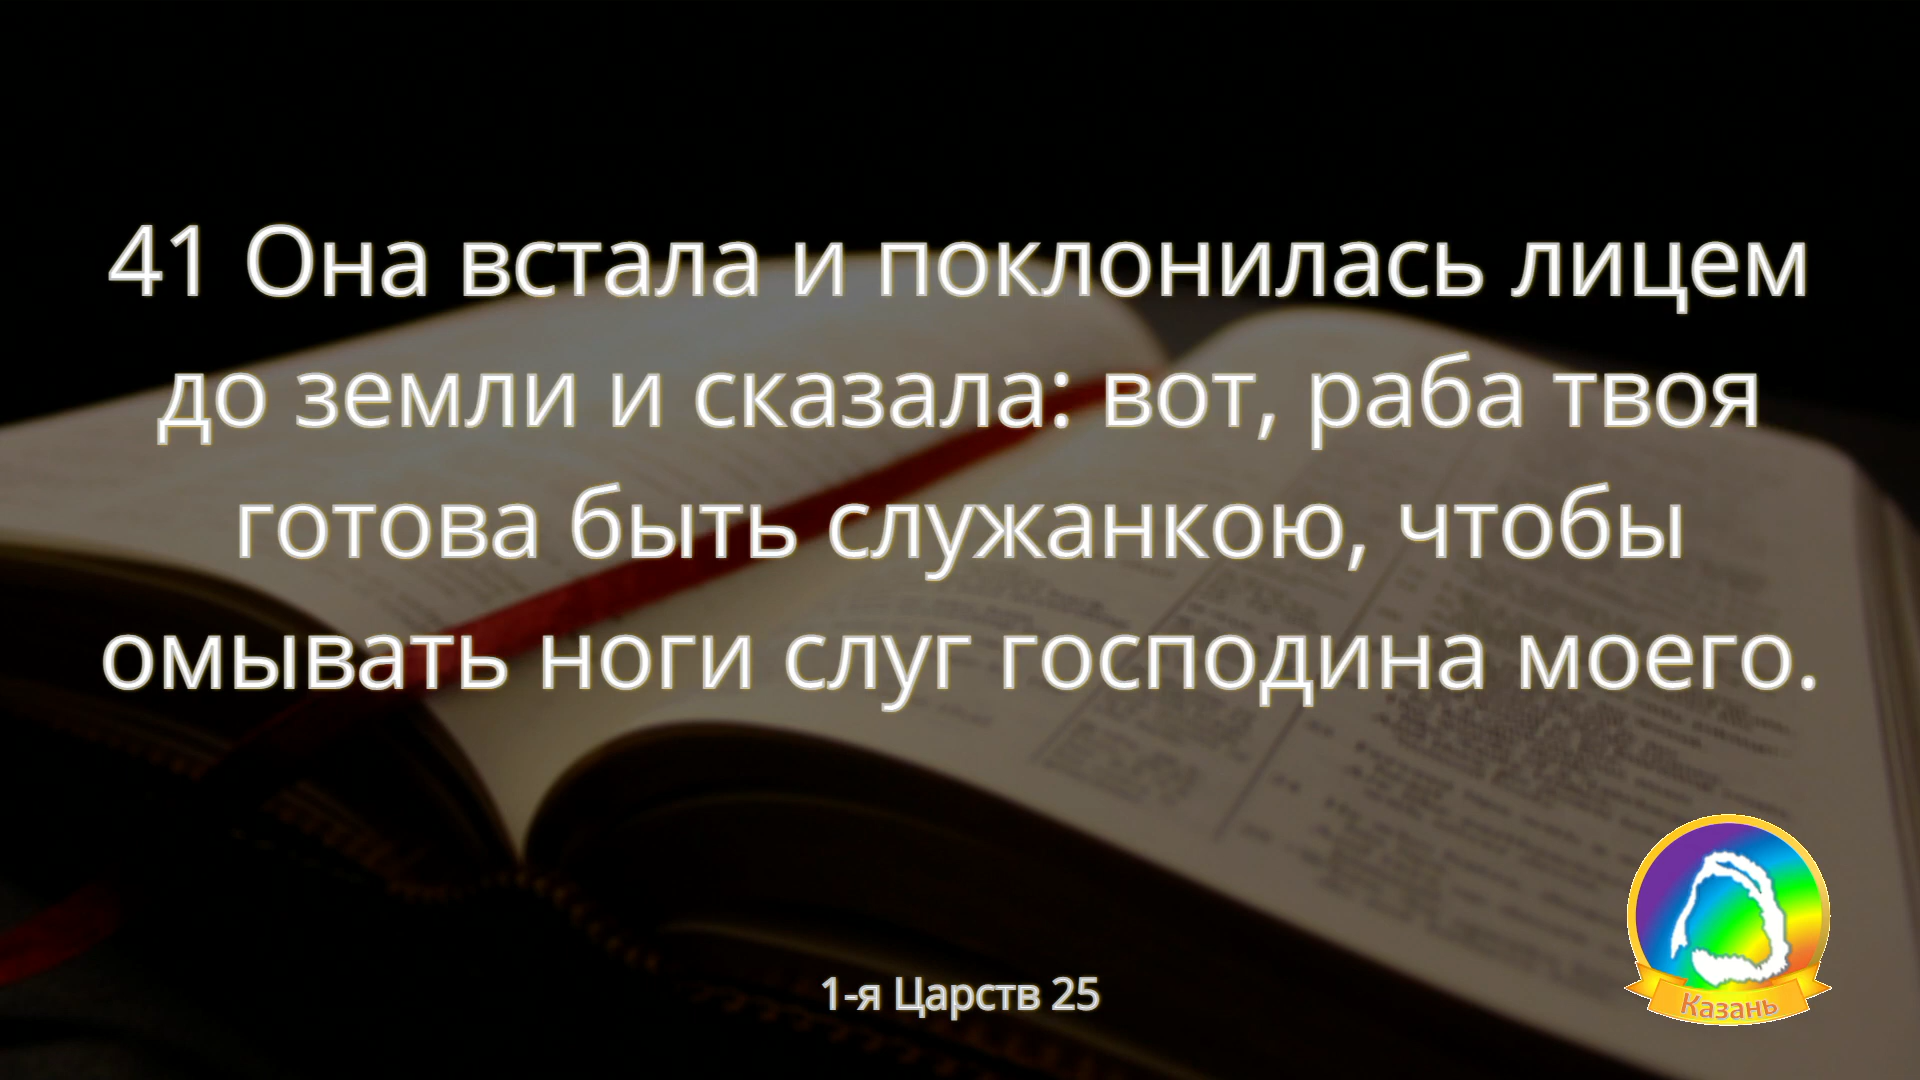 41 Она встала и поклонилась лицем
до земли и сказала: вот, раба твоя
готова быть служанкою, чтобы
омывать ноги слуг господина моего.
1-я Царств 25
Казань